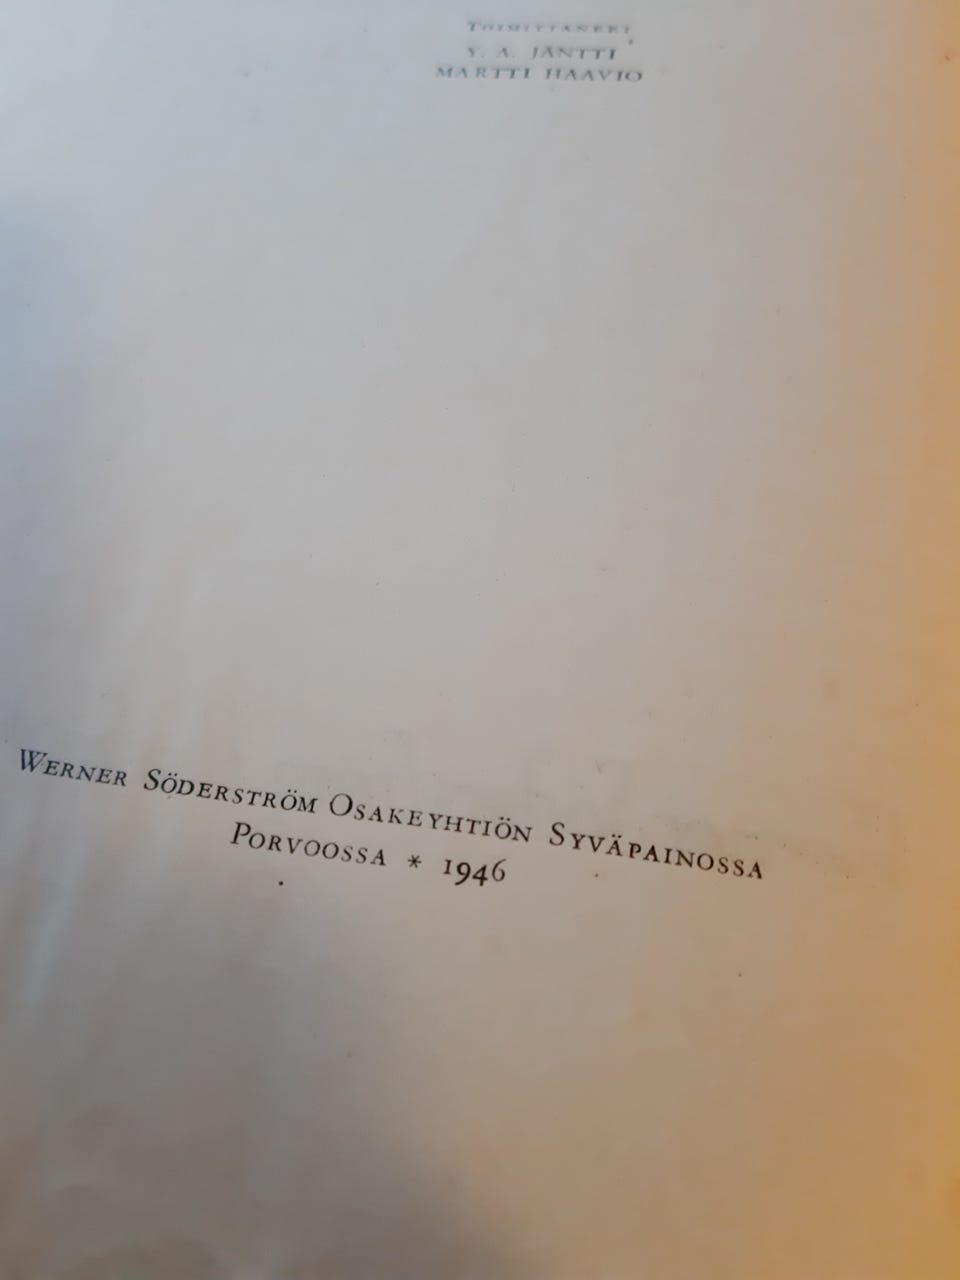 TOIMITTANEET
Y. A. JÄNTTI
MARTTI HAAVIO
WERNER SÖDERSTRÖM OSAKEYHTIÖN SYVÄPAINOSSA
PORVOOSSA * 1946